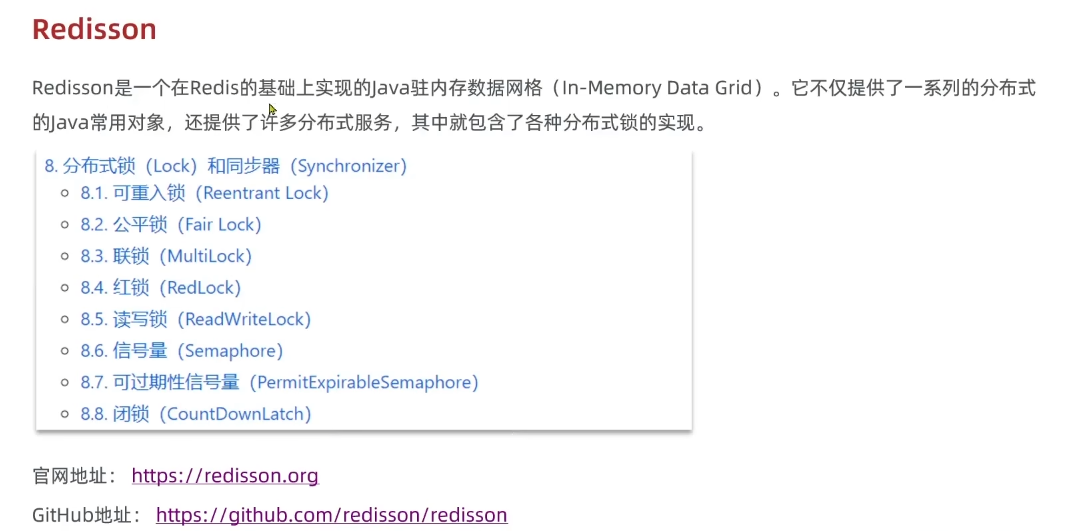 Redisson
Redisson是一个在Redis的基础上实现的Java驻内存数据网格（In-Memory Data Grid）。它不仅提供了一系列的分布式
的Java常用对象，还提供了许多分布式服务，其中就包含了各种分布式锁的实现。
8. 分布式锁（Lock）和同步器（Synchronizer）
8.1. 可重入锁（Reentrant Lock）
8.2. 公平锁（Fair Lock）
8.3. 联锁（MultiLock）
8.4. 红锁（RedLock）
8.5. 读写锁（ReadWriteLock）
8.6. 信号量（Semaphore）
8.7. 可过期性信号量（PermitExpirableSemaphore）
8.8. 闭锁（CountDownLatch）
官网地址： https://redisson.org
GitHub地址： https://github.com/redisson/redisson